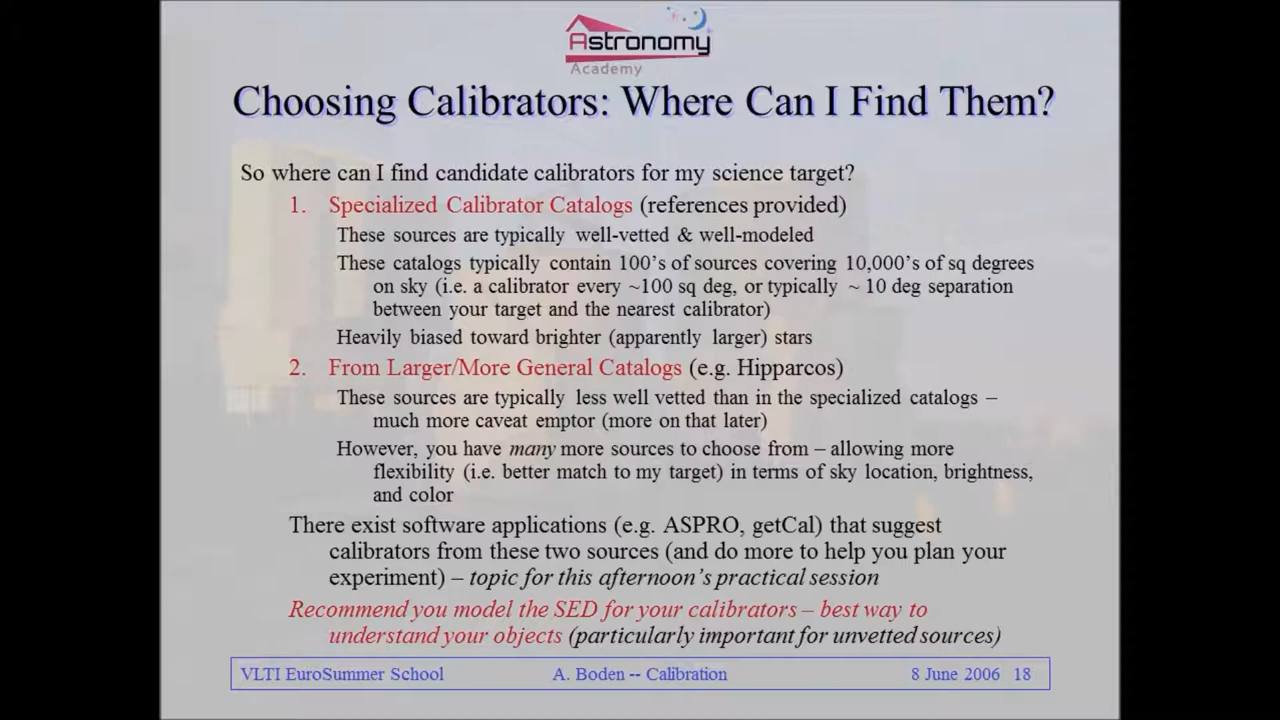 Astronomy
Academy
Choosing Calibrators: Where Can I Find Them?
So where can I find candidate calibrators for my science target?
1. Specialized Calibrator Catalogs (references provided)
These sources are typically well-vetted & well-modeled
These catalogs typically contain 100's of sources covering 10,000's of sq degrees
on sky (i.e. a calibrator every ~100 sq deg, or typically ~ 10 deg separation
between your target and the nearest calibrator)
Heavily biased toward brighter (apparently larger) stars
2. From Larger/More General Catalogs (e.g. Hipparcos)
These sources are typically less well vetted than in the specialized catalogs –
much more caveat emptor (more on that later)
However, you have many more sources to choose from – allowing more
flexibility (i.e. better match to my target) in terms of sky location, brightness,
and color
There exist software applications (e.g. ASPRO, getCal) that suggest
calibrators from these two sources (and do more to help you plan your
experiment) – topic for this afternoon's practical session
Recommend you model the SED for your calibrators – best way to
understand your objects (particularly important for unvetted sources)
VLTI EuroSummer School A. Boden -- Calibration 8 June 2006 18